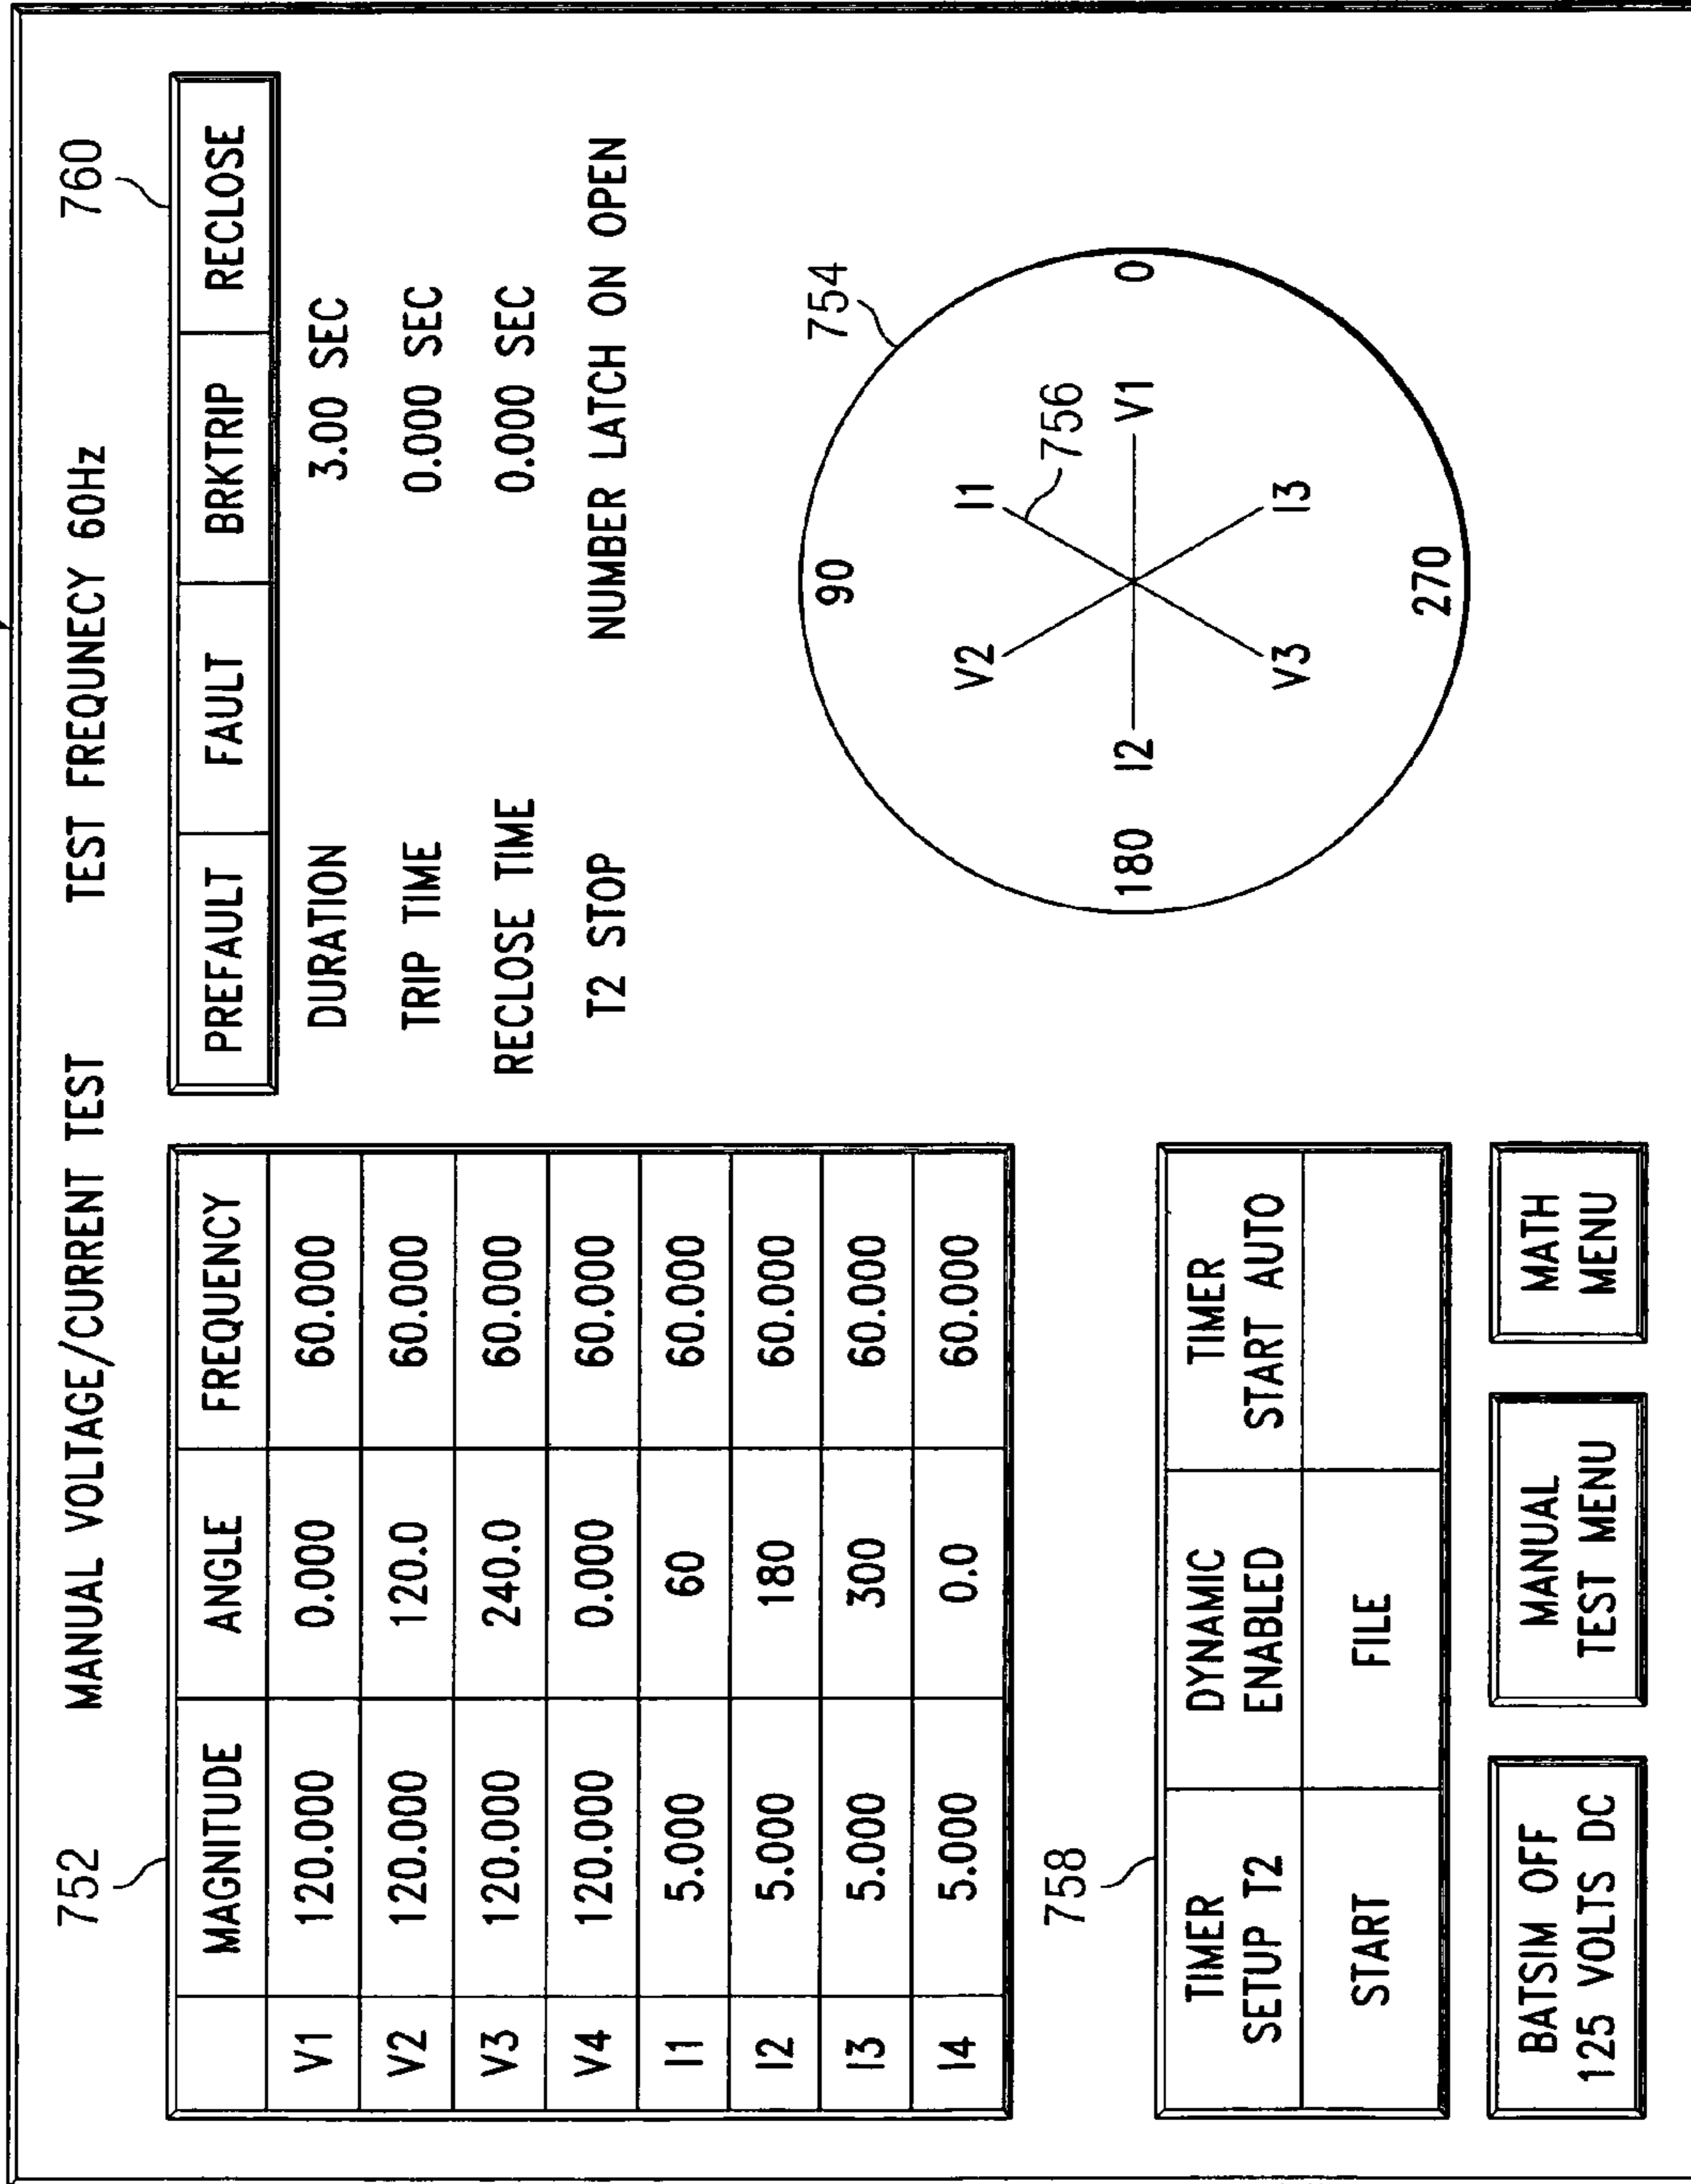 752 MANUAL VOLTAGE/CURRENT TEST TEST FREQUNECY 60Hz 760
MAGNITUDE ANGLE FREQUENCY
V1 120.000 0.000 60.000
V2 120.000 120.0 60.000
V3 120.000 240.0 60.000
V4 120.000 0.000 60.000
I1 5.000 60 60.000
I2 5.000 180 60.000
I3 5.000 300 60.000
I4 5.000 0.0 60.000
PREFAULT FAULT BRKTRIP RECLOSE
DURATION 3.00 SEC
TRIP TIME 0.000 SEC
RECLOSE TIME 0.000 SEC
T2 STOP NUMBER LATCH ON OPEN
754
90
V2 I1
756
180 I2 V1 0
V3 I3
270
758
TIMER
SETUP T2
DYNAMIC
ENABLED
TIMER
START AUTO
START FILE
BATSIM OFF
125 VOLTS DC
MANUAL
TEST MENU
MATH
MENU